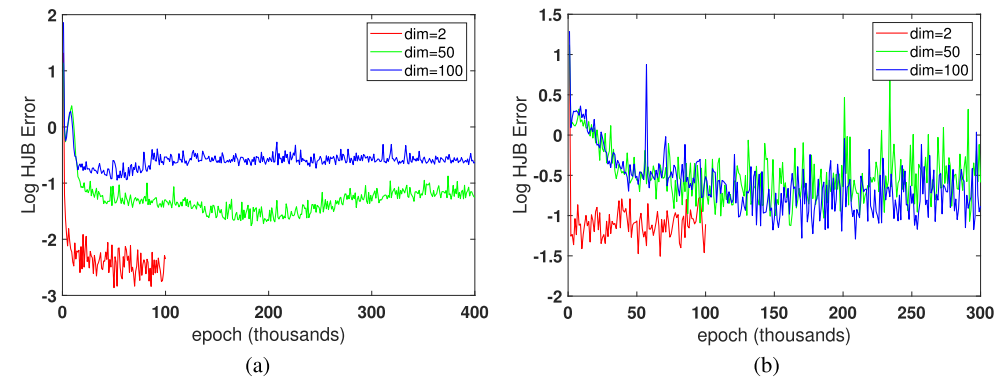 2
1
0
-1
-2
-3
Log HJB Error
0
100
200
300
400
epoch (thousands)
dim=2
dim=50
dim=100
(a)
1.5
1
0.5
0
-0.5
-1
-1.5
-2
Log HJB Error
0
50
100
150
200
250
300
epoch (thousands)
dim=2
dim=50
dim=100
(b)